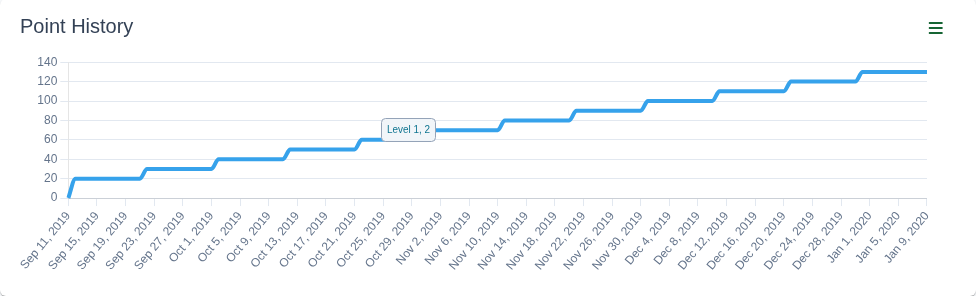 Point History
140
120
100
80
60
40
20
0
Level 1, 2
Sep 11, 2019
Sep 15, 2019
Sep 19, 2019
Sep 23, 2019
Sep 27, 2019
Oct 1, 2019
Oct 5, 2019
Oct 9, 2019
Oct 13, 2019
Oct 17, 2019
Oct 21, 2019
Oct 25, 2019
Oct 29, 2019
Nov 2, 2019
Nov 6, 2019
Nov 10, 2019
Nov 14, 2019
Nov 18, 2019
Nov 22, 2019
Nov 26, 2019
Nov 30, 2019
Dec 4, 2019
Dec 8, 2019
Dec 12, 2019
Dec 16, 2019
Dec 20, 2019
Dec 24, 2019
Dec 28, 2019
Jan 1, 2020
Jan 5, 2020
Jan 9, 2020